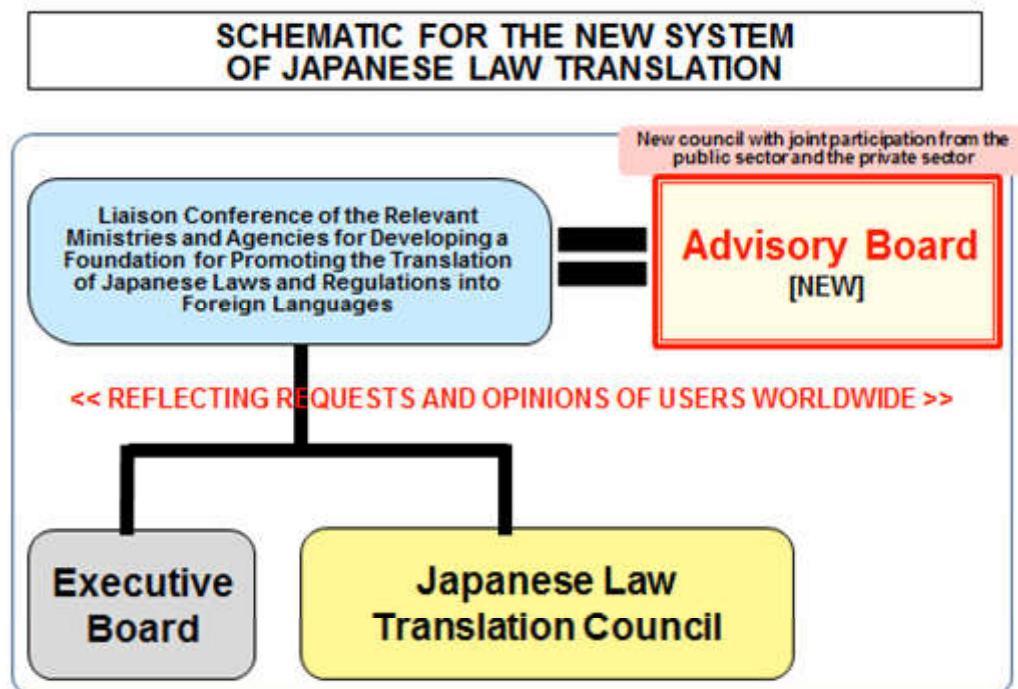 SCHEMATIC FOR THE NEW SYSTEM
OF JAPANESE LAW TRANSLATION
New council with joint participation from the
public sector and the private sector
Liaison Conference of the Relevant
Ministries and Agencies for Developing a
Foundation for Promoting the Translation
of Japanese Laws and Regulations into
Foreign Languages
Advisory Board
[NEW]
<< REFLECTING REQUESTS AND OPINIONS OF USERS WORLDWIDE >>
Executive
Board
Japanese Law
Translation Council